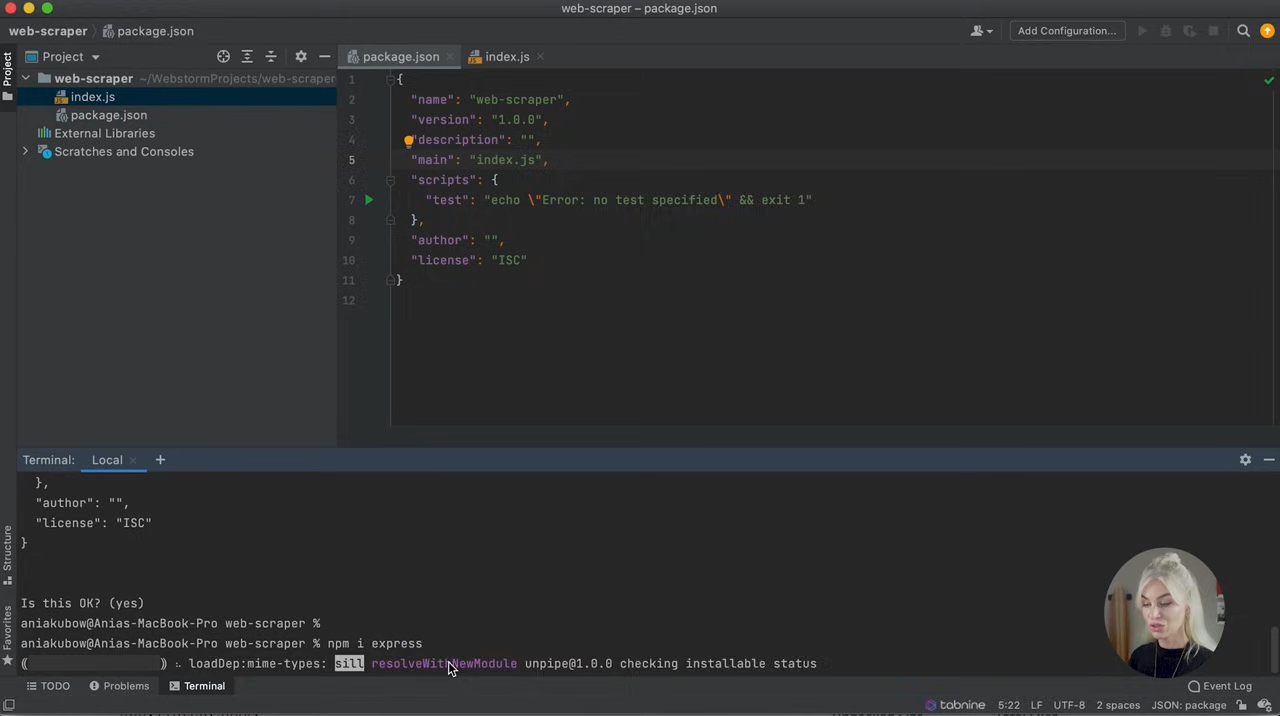 web-scraper – package.json
web-scraper package.json
Add Configuration...
Project
Project
package.json
index.js
web-scraper ~/WebstormProjects/web-scraper
index.js
package.json
External Libraries
Scratches and Consoles
1 {
2 "name": "web-scraper",
3 "version": "1.0.0",
4 "description": "",
5 "main": "index.js",
6 "scripts": {
7 "test": "echo \"Error: no test specified\" && exit 1"
8 },
9 "author": "",
10 "license": "ISC"
11 }
12
Terminal: Local +
},
"author": "",
"license": "ISC"
}
Is this OK? (yes)
aniakubow@Anias-MacBook-Pro web-scraper %
aniakubow@Anias-MacBook-Pro web-scraper % npm i express
loadDep:mime-types: sill resolveWithNewModule unpipe@1.0.0 checking installable status
Structure
Favorites
TODO Problems Terminal
Event Log
tabnine 5:22 LF UTF-8 2 spaces JSON: package